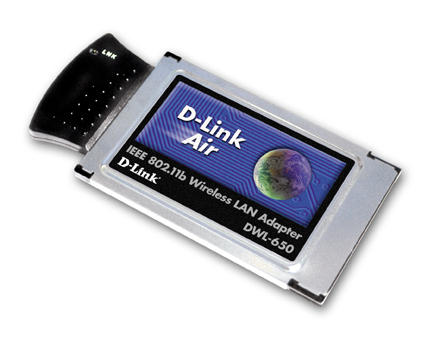 LNK
D-Link
Air
IEEE 802.11b Wireless LAN Adapter
D-Link
DWL-650